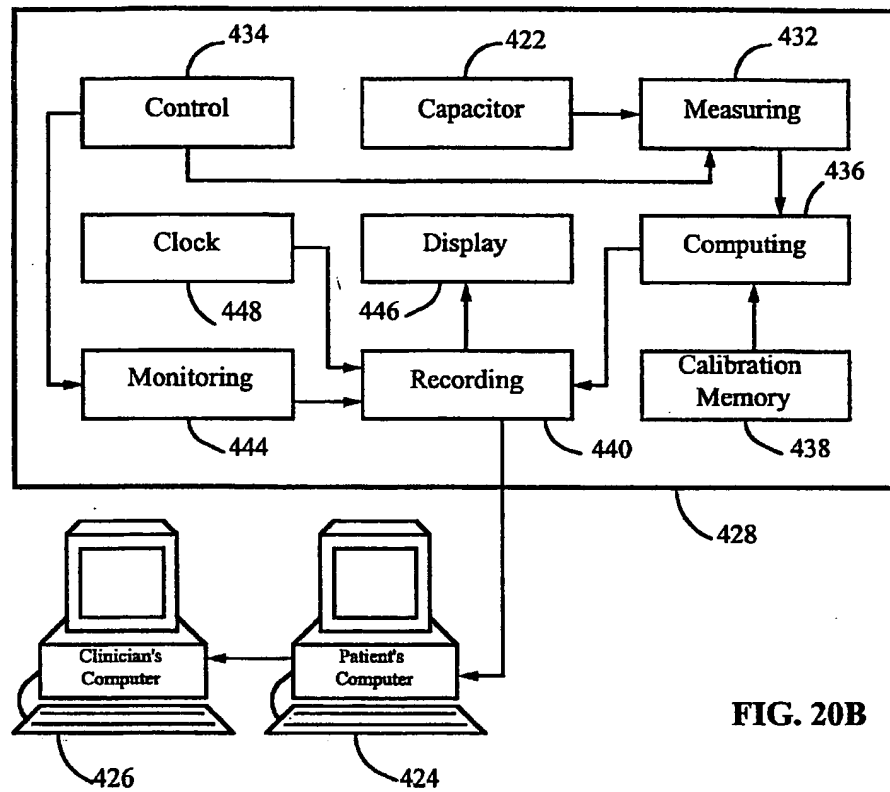 434
422
432
Control
Capacitor
Measuring
436
Clock
Display
Computing
448
446
Monitoring
Recording
Calibration
Memory
444
440
438
428
Clinician's
Computer
Patient's
Computer
FIG. 20B
426
424